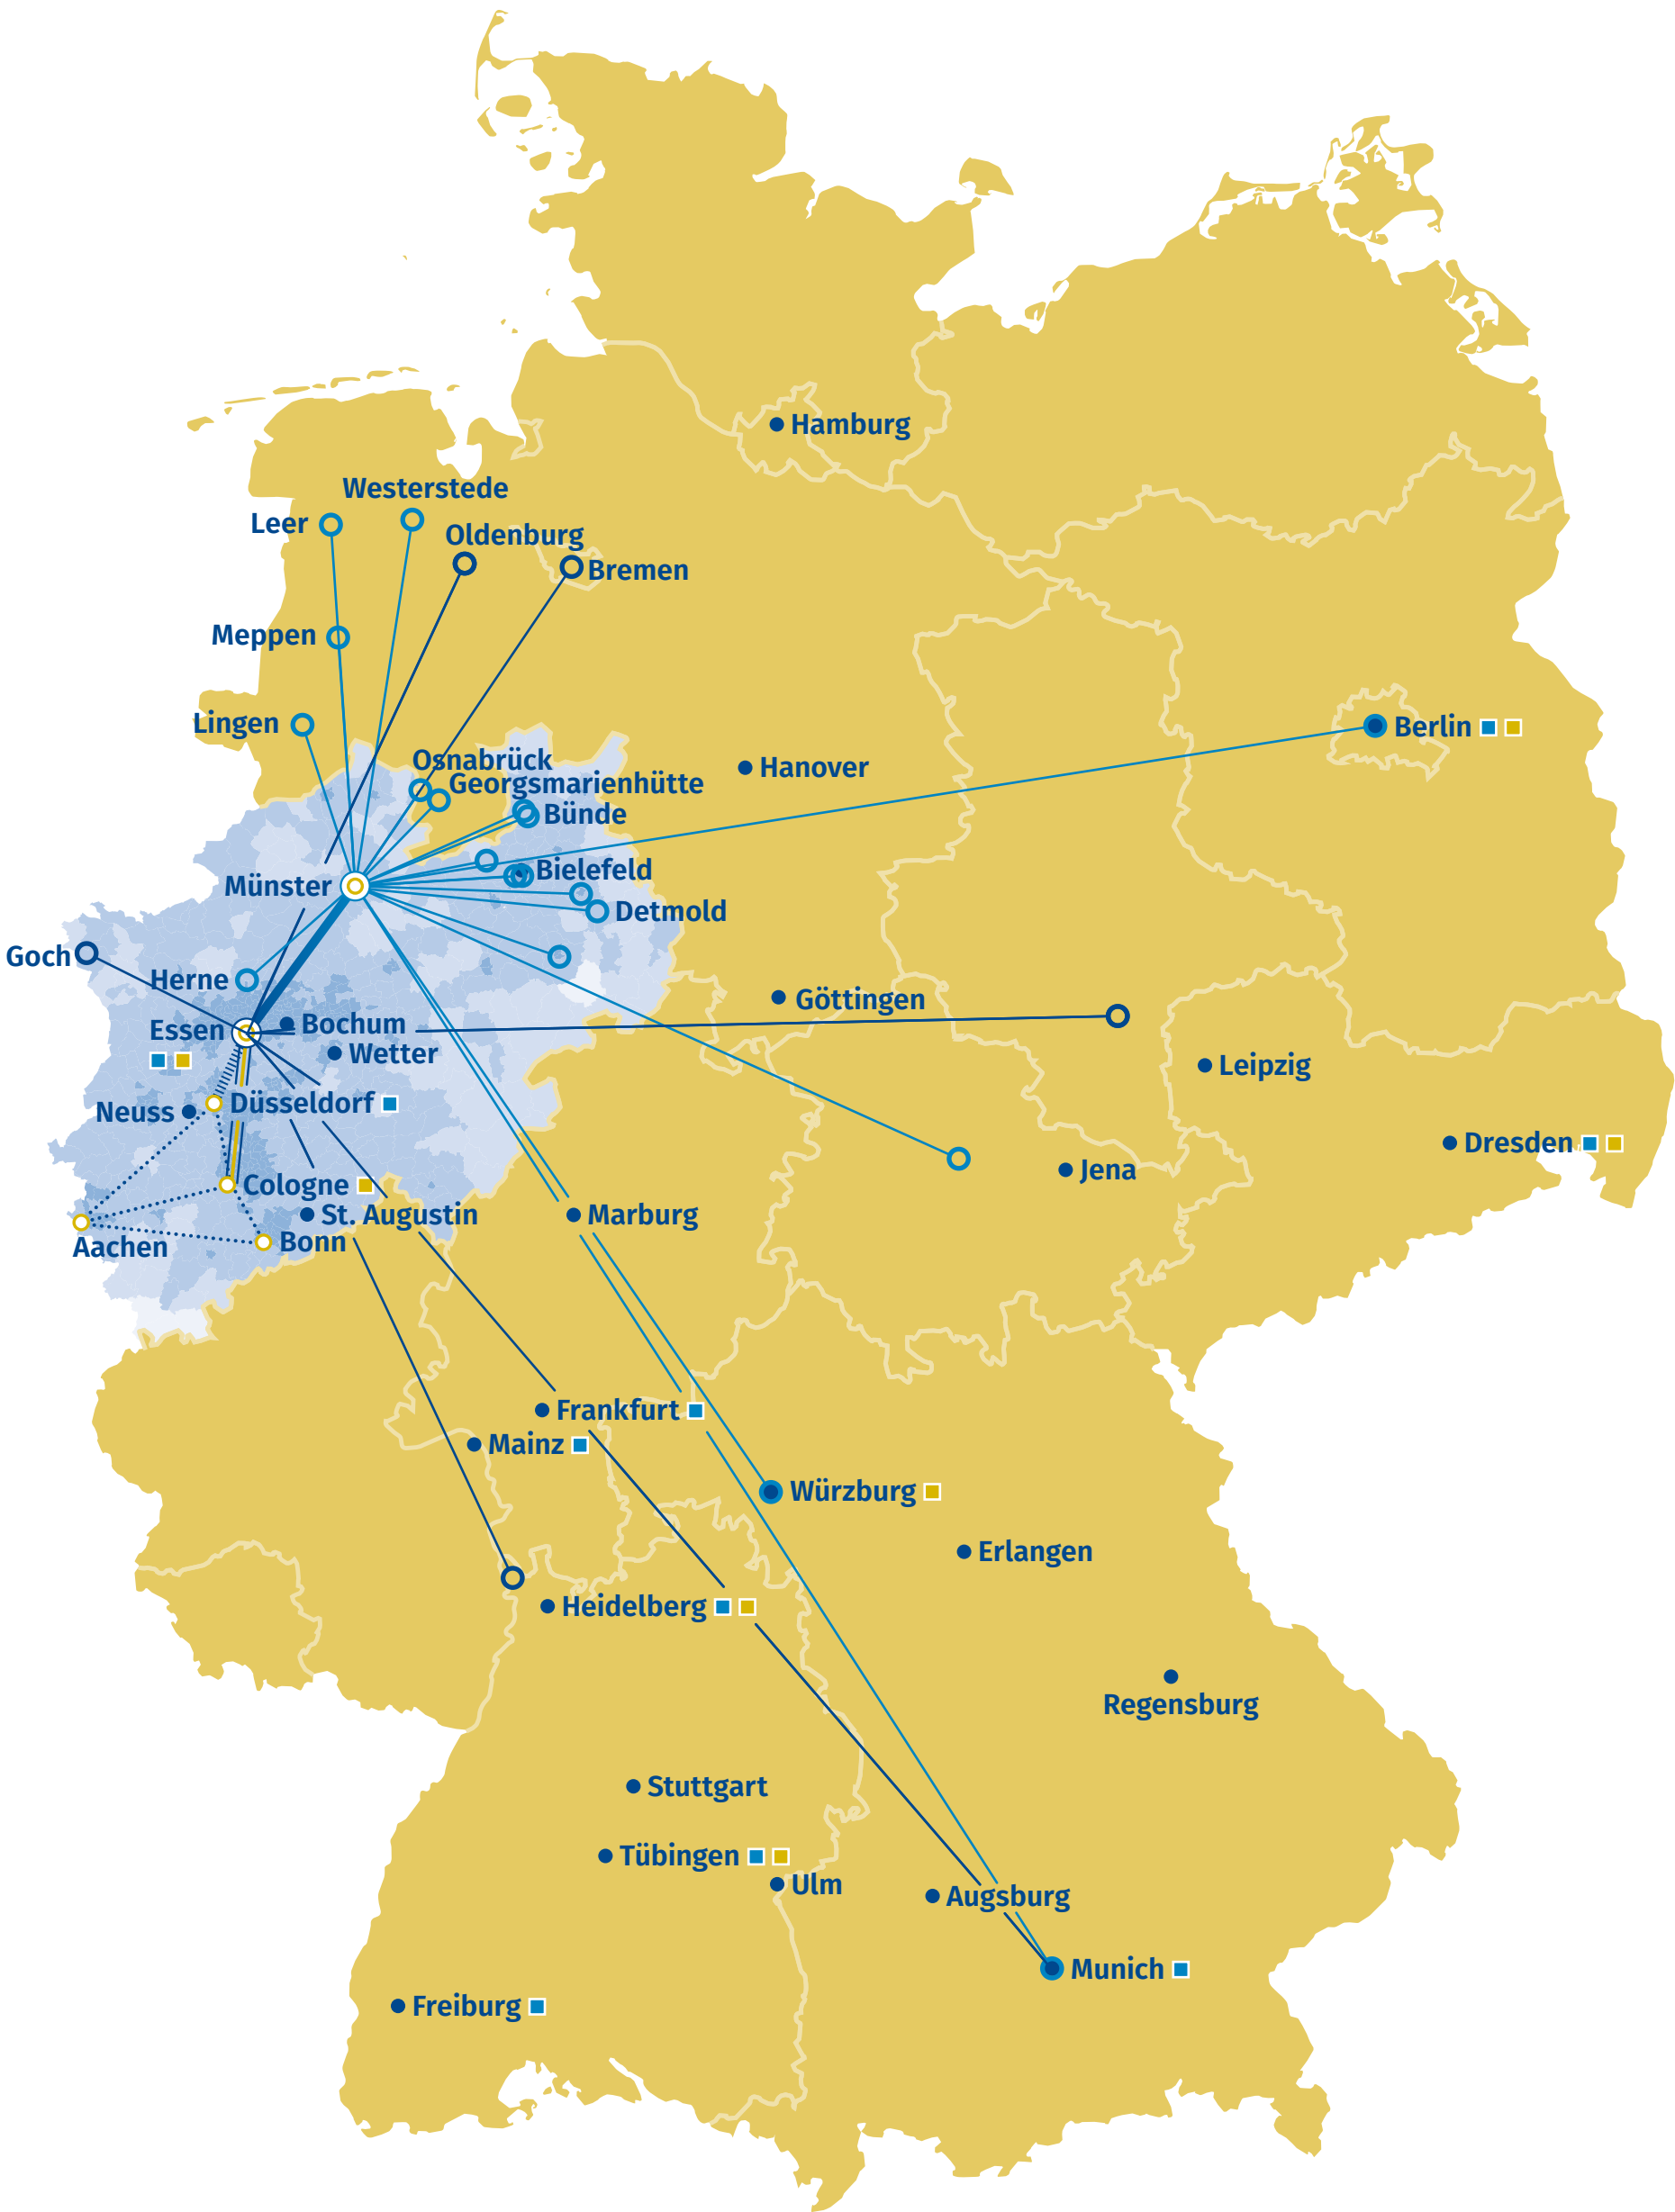 Hamburg
Westerstede
Leer
Oldenburg
Bremen
Meppen
Lingen
Berlin
Osnabrück
Hanover
Georgsmarienhütte
Bünde
Bielefeld
Münster
Detmold
Goch
Herne
Göttingen
Essen
Bochum
Wetter
Leipzig
Neuss
Düsseldorf
Dresden
Jena
Cologne
St. Augustin
Marburg
Aachen
Bonn
Frankfurt
Mainz
Würzburg
Erlangen
Heidelberg
Regensburg
Stuttgart
Tübingen
Ulm
Augsburg
Munich
Freiburg